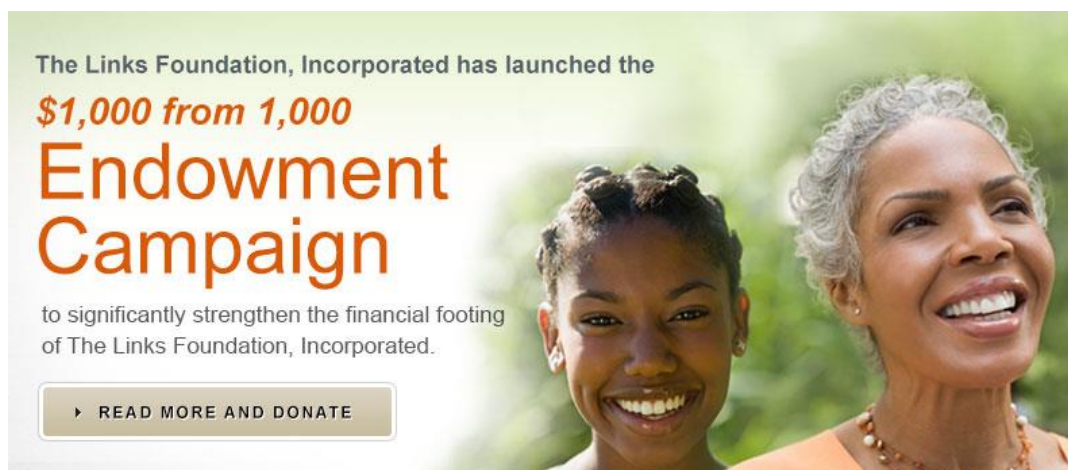 The Links Foundation, Incorporated has launched the
$1,000 from 1,000
Endowment
Campaign
to significantly strengthen the financial footing
of The Links Foundation, Incorporated.
READ MORE AND DONATE